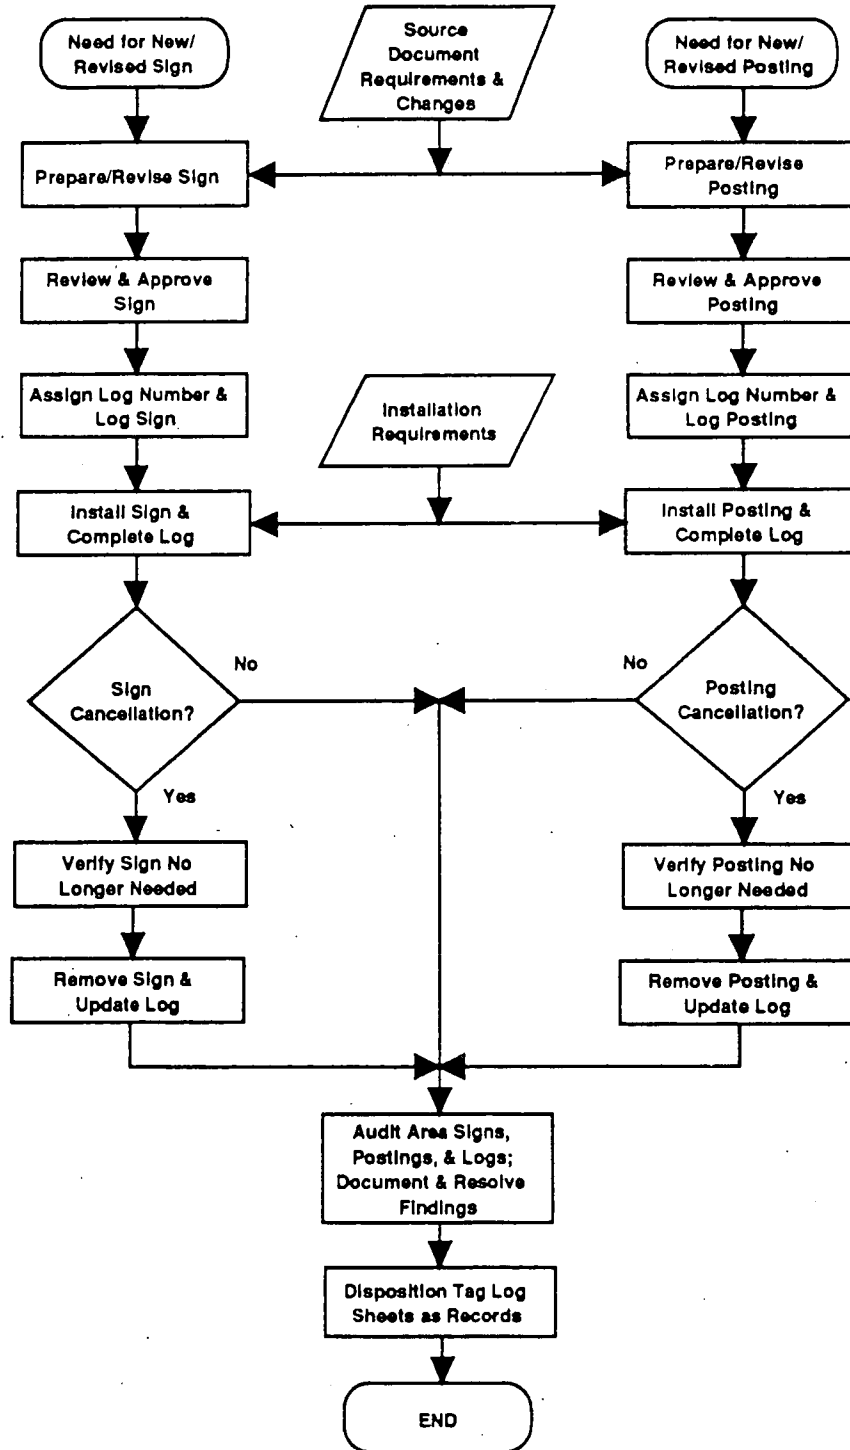 Need for New/
Revised Sign
Source
Document
Requirements &
Changes
Need for New/
Revised Posting
Prepare/Revise Sign
Prepare/Revise
Posting
Review & Approve
Sign
Review & Approve
Posting
Assign Log Number &
Log Sign
Installation
Requirements
Assign Log Number &
Log Posting
Install Sign &
Complete Log
Install Posting &
Complete Log
Sign
Cancellation?
No
No
Posting
Cancellation?
Yes
Yes
Verify Sign No
Longer Needed
Verify Posting No
Longer Needed
Remove Sign &
Update Log
Remove Posting &
Update Log
Audit Area Signs,
Postings, & Logs;
Document & Resolve
Findings
Disposition Tag Log
Sheets as Records
END